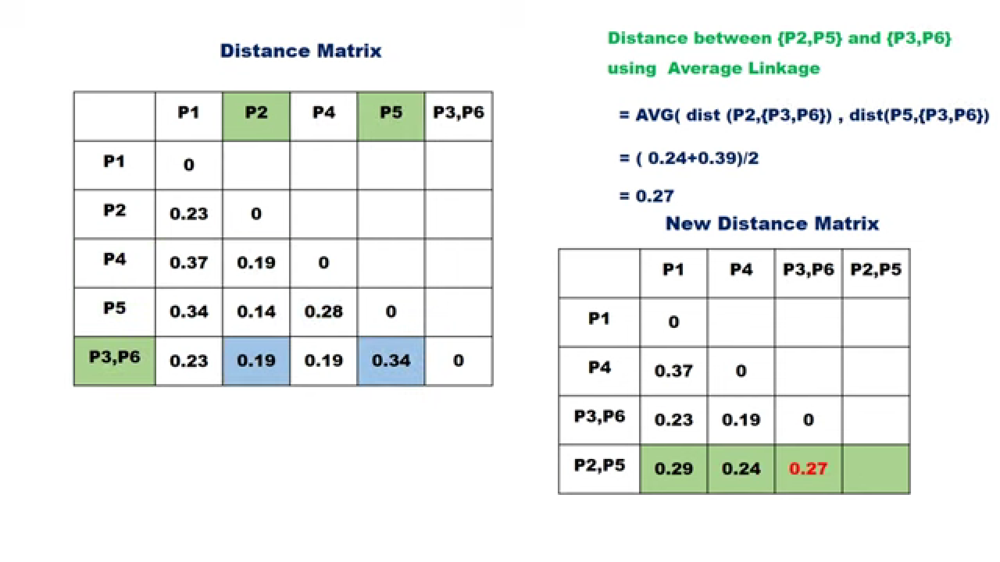 Distance Matrix
P1 P2 P4 P5 P3,P6
P1 0
P2 0.23 0
P4 0.37 0.19 0
P5 0.34 0.14 0.28 0
P3,P6 0.23 0.19 0.19 0.34 0
Distance between {P2,P5} and {P3,P6}
using Average Linkage
= AVG( dist (P2,{P3,P6}) , dist(P5,{P3,P6})
= ( 0.24+0.39)/2
= 0.27
New Distance Matrix
P1 P4 P3,P6 P2,P5
P1 0
P4 0.37 0
P3,P6 0.23 0.19 0
P2,P5 0.29 0.24 0.27